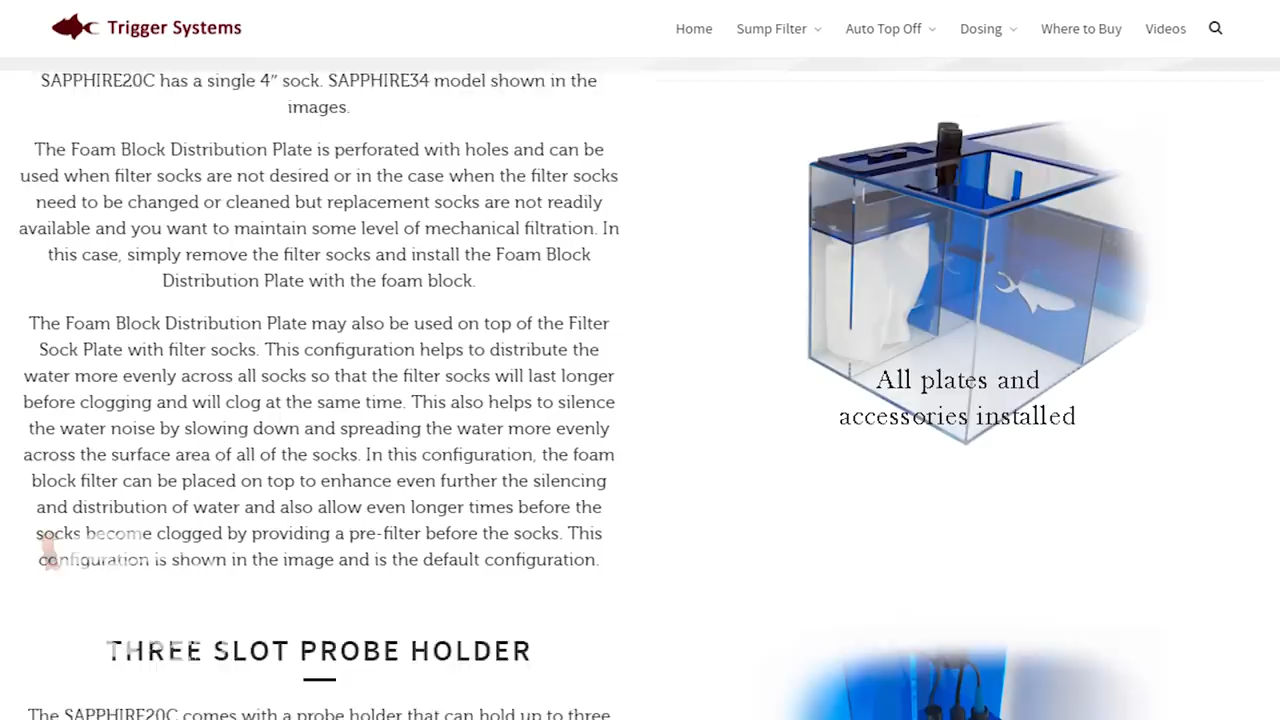 Trigger Systems
Home Sump Filter Auto Top Off Dosing Where to Buy Videos
SAPPHIRE20C has a single 4″ sock. SAPPHIRE34 model shown in the
images.
The Foam Block Distribution Plate is perforated with holes and can be
used when filter socks are not desired or in the case when the filter socks
need to be changed or cleaned but replacement socks are not readily
available and you want to maintain some level of mechanical filtration. In
this case, simply remove the filter socks and install the Foam Block
Distribution Plate with the foam block.
The Foam Block Distribution Plate may also be used on top of the Filter
Sock Plate with filter socks. This configuration helps to distribute the
water more evenly across all socks so that the filter socks will last longer
before clogging and will clog at the same time. This also helps to silence
the water noise by slowing down and spreading the water more evenly
across the surface area of all of the socks. In this configuration, the foam
block filter can be placed on top to enhance even further the silencing
and distribution of water and also allow even longer times before the
socks become clogged by providing a pre-filter before the socks. This
configuration is shown in the image and is the default configuration.
All plates and
accessories installed
THREE SLOT PROBE HOLDER
The SAPPHIRE20C comes with a probe holder that can hold up to three